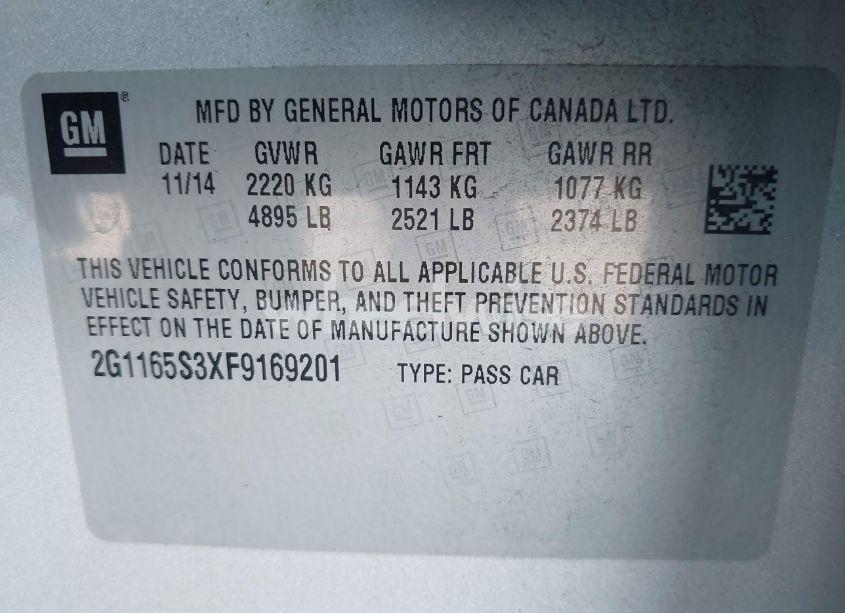 GM ®
MFD BY GENERAL MOTORS OF CANADA LTD.
DATE GVWR GAWR FRT GAWR RR
11/14 2220 KG 1143 KG 1077 KG
4895 LB 2521 LB 2374 LB
THIS VEHICLE CONFORMS TO ALL APPLICABLE U.S. FEDERAL MOTOR
VEHICLE SAFETY, BUMPER, AND THEFT PREVENTION STANDARDS IN
EFFECT ON THE DATE OF MANUFACTURE SHOWN ABOVE.
2G1165S3XF9169201 TYPE: PASS CAR